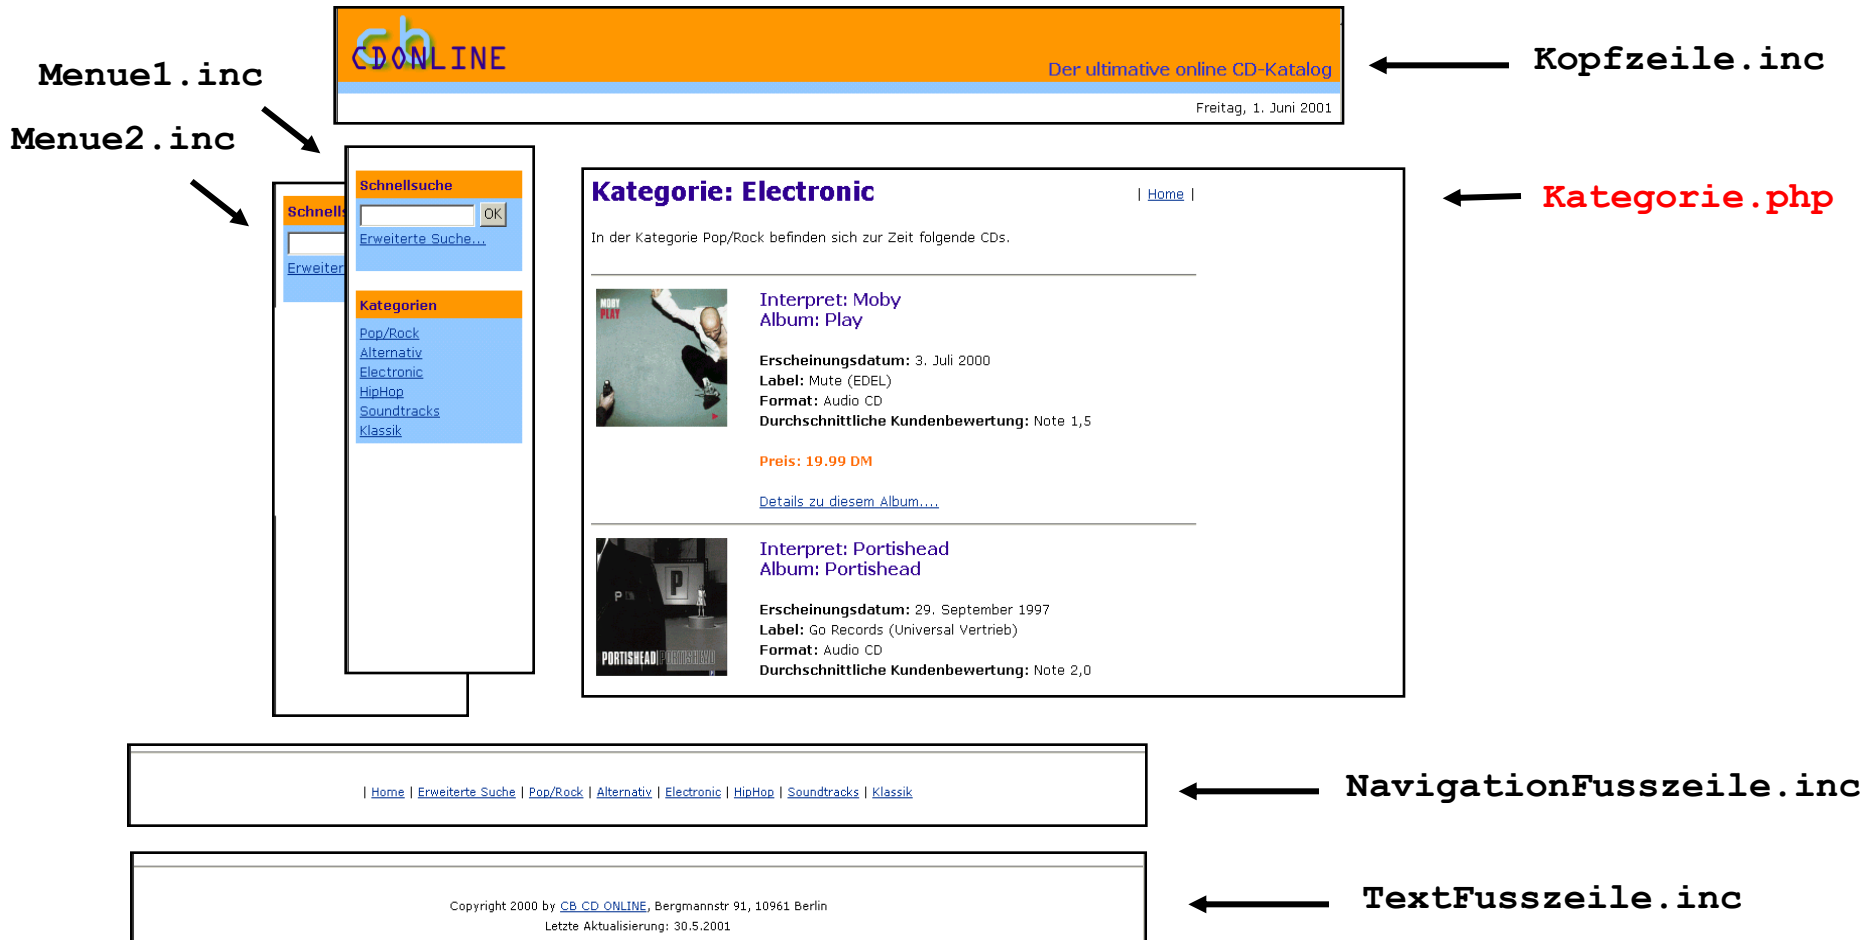 cb
CDONLINE
Der ultimative online CD-Katalog
Freitag, 1. Juni 2001
Kopfzeile.inc
Menue1.inc
Menue2.inc
Schnells
Erweiter
Schnellsuche
OK
Erweiterte Suche...
Kategorien
Pop/Rock
Alternativ
Electronic
HipHop
Soundtracks
Klassik
Kategorie: Electronic
| Home |
Kategorie.php
In der Kategorie Pop/Rock befinden sich zur Zeit folgende CDs.
MOBY
PLAY
Interpret: Moby
Album: Play
Erscheinungsdatum: 3. Juli 2000
Label: Mute (EDEL)
Format: Audio CD
Durchschnittliche Kundenbewertung: Note 1,5
Preis: 19.99 DM
Details zu diesem Album....
P
P
PORTISHEAD PORTISHEAD
Interpret: Portishead
Album: Portishead
Erscheinungsdatum: 29. September 1997
Label: Go Records (Universal Vertrieb)
Format: Audio CD
Durchschnittliche Kundenbewertung: Note 2,0
| Home | Erweiterte Suche | Pop/Rock | Alternativ | Electronic | HipHop | Soundtracks | Klassik
NavigationFusszeile.inc
Copyright 2000 by CB CD ONLINE, Bergmannstr 91, 10961 Berlin
Letzte Aktualisierung: 30.5.2001
TextFusszeile.inc